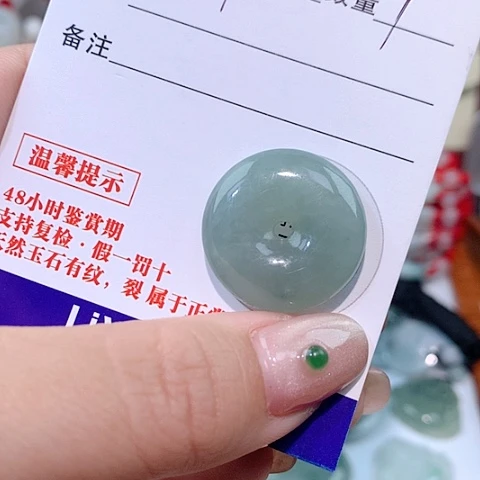 数量
备注
温馨提示
48小时鉴赏期
支持复检·假一罚十
天然玉石有纹，裂属于正常